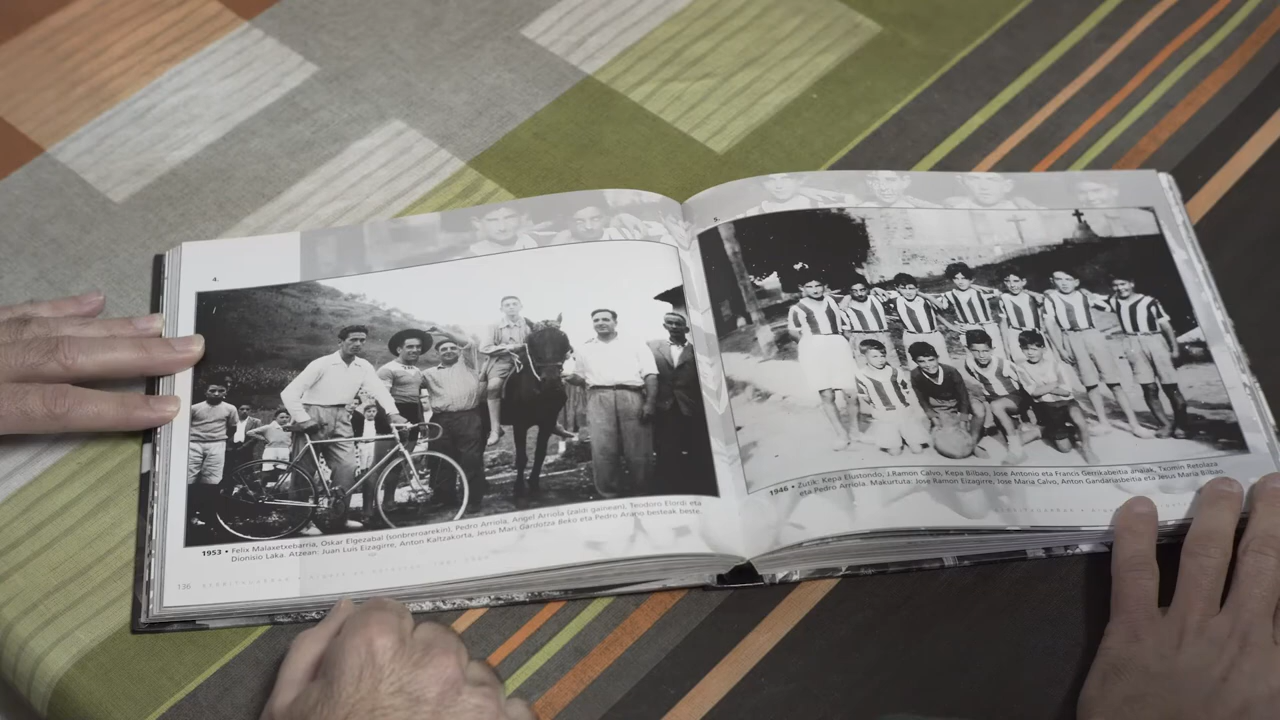 4.
1953 • Felix Malaxetxebarria, Oskar Elgezabal (sonbreroarekin), Pedro Arriola, Angel Arriola (zaldi gainean), Teodoro Elordi eta
Dionisio Laka. Atzean: Juan Luis Eizagirre, Anton Kaltzakorta, Jesus Mari Garolotza Beko eta Pedro Arano besteak beste.
136
5.
1946 • Zutik: Kepa Elustondo, J.Ramon Calvo, Kepa Bilbao, Jose Antonio eta Francis Gerrikabeitia anaiak, Txomin Retolaza
eta Pedro Arriola. Makurtuta: Jose Ramon Eizagirre, Jose Maria Calvo, Anton Gandariasbeitia eta Jesus Maria Bilbao.